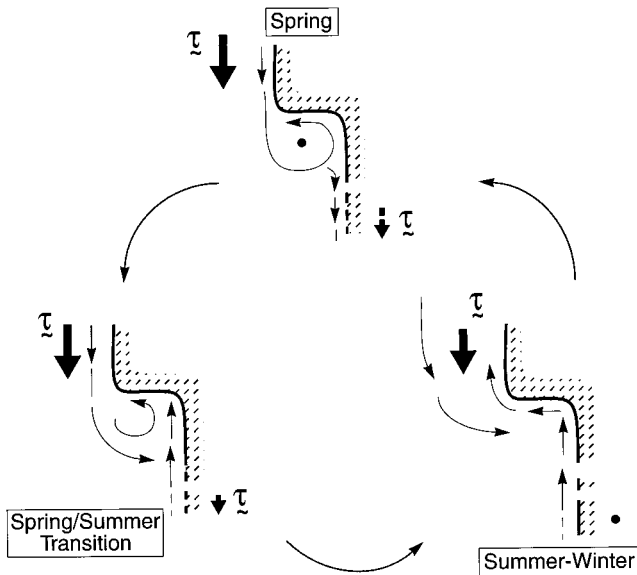 Spring
τ
τ
τ
τ
τ
Spring/Summer
Transition
Summer-Winter